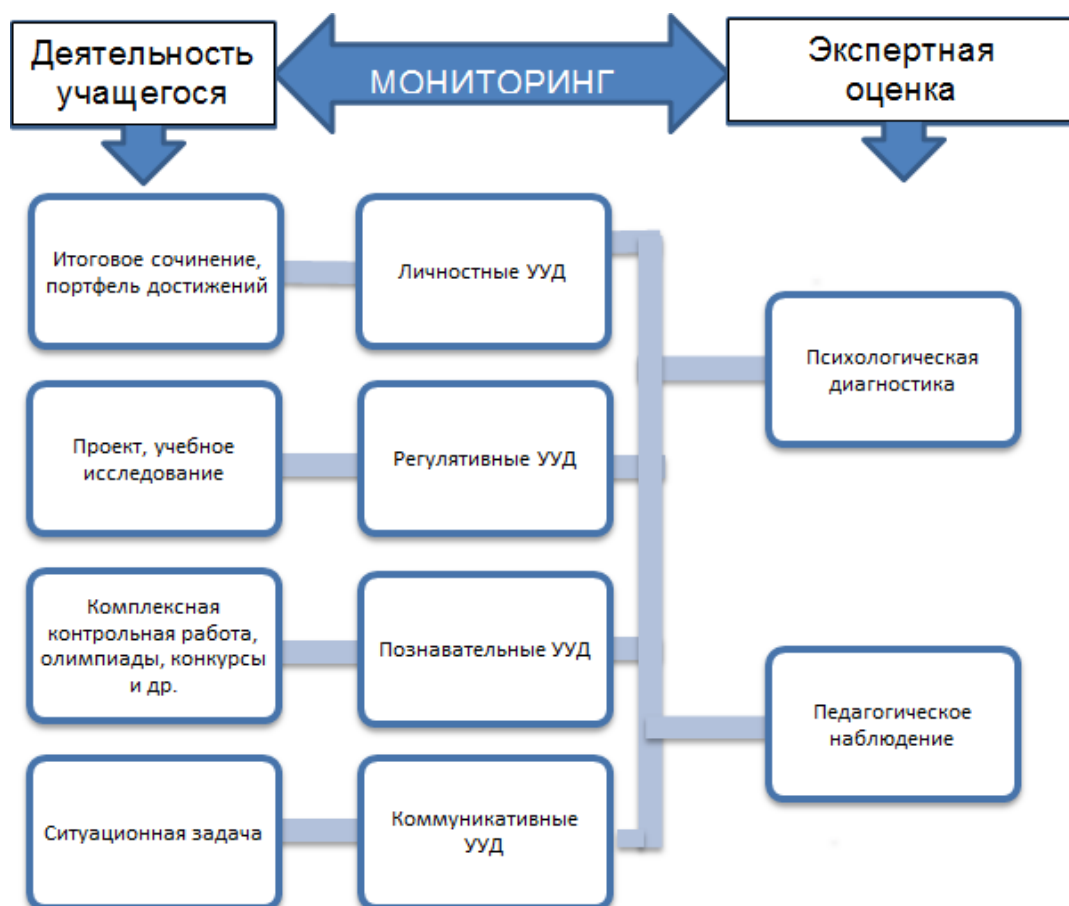 Деятельность
учащегося
МОНИТОРИНГ
Экспертная
оценка
Итоговое сочинение,
портфель достижений
Личностные УУД
Психологическая
диагностика
Проект, учебное
исследование
Регулятивные УУД
Комплексная
контрольная работа,
олимпиады, конкурсы
и др.
Познавательные УУД
Педагогическое
наблюдение
Ситуационная задача
Коммуникативные
УУД